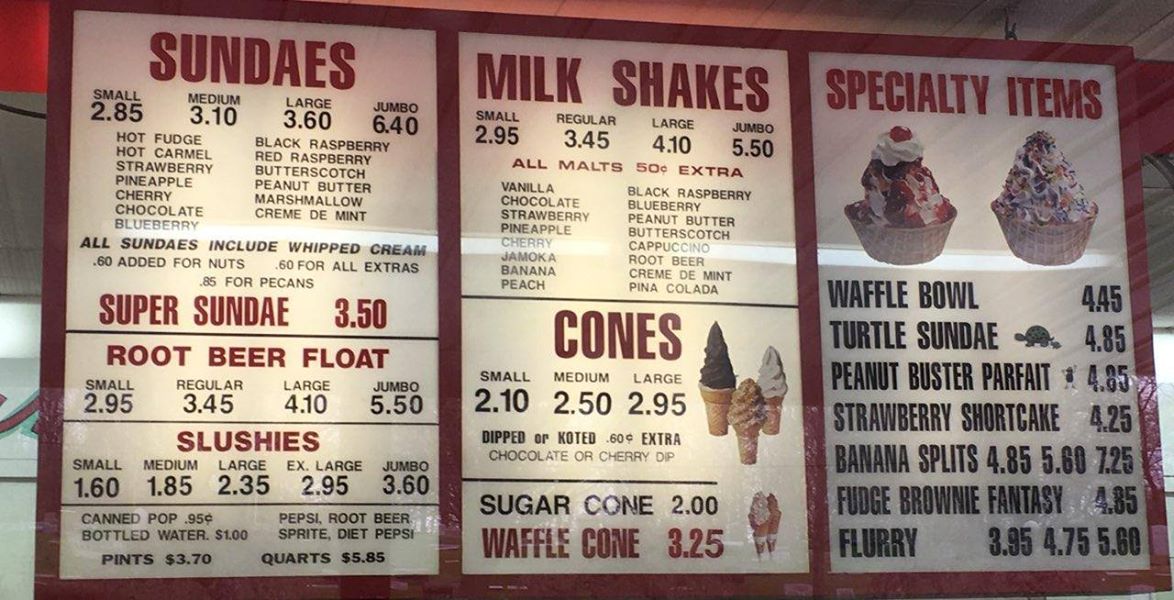 SUNDAES
SMALL MEDIUM LARGE JUMBO
2.85 3.10 3.60 6.40
HOT FUDGE BLACK RASPBERRY
HOT CARMEL RED RASPBERRY
STRAWBERRY BUTTERSCOTCH
PINEAPPLE PEANUT BUTTER
CHERRY MARSHMALLOW
CHOCOLATE CREME DE MINT
BLUEBERRY
ALL SUNDAES INCLUDE WHIPPED CREAM
.60 ADDED FOR NUTS .60 FOR ALL EXTRAS
.85 FOR PECANS
SUPER SUNDAE 3.50
ROOT BEER FLOAT
SMALL REGULAR LARGE JUMBO
2.95 3.45 4.10 5.50
SLUSHIES
SMALL MEDIUM LARGE EX. LARGE JUMBO
1.60 1.85 2.35 2.95 3.60
CANNED POP .95¢ PEPSI, ROOT BEER
BOTTLED WATER. $1.00 SPRITE, DIET PEPSI
PINTS $3.70 QUARTS $5.85
MILK SHAKES
SMALL REGULAR LARGE JUMBO
2.95 3.45 4.10 5.50
ALL MALTS 50¢ EXTRA
VANILLA BLACK RASPBERRY
CHOCOLATE BLUEBERRY
STRAWBERRY PEANUT BUTTER
PINEAPPLE BUTTERSCOTCH
CHERRY CAPPUCCINO
JAMOKA ROOT BEER
BANANA CREME DE MINT
PEACH PINA COLADA
CONES
SMALL MEDIUM LARGE
2.10 2.50 2.95
DIPPED or KOTED .60¢ EXTRA
CHOCOLATE OR CHERRY DIP
SUGAR CONE 2.00
WAFFLE CONE 3.25
SPECIALTY ITEMS
WAFFLE BOWL 4.45
TURTLE SUNDAE 4.85
PEANUT BUSTER PARFAIT 4.85
STRAWBERRY SHORTCAKE 4.25
BANANA SPLITS 4.85 5.60 7.25
FUDGE BROWNIE FANTASY 4.85
FLURRY 3.95 4.75 5.60